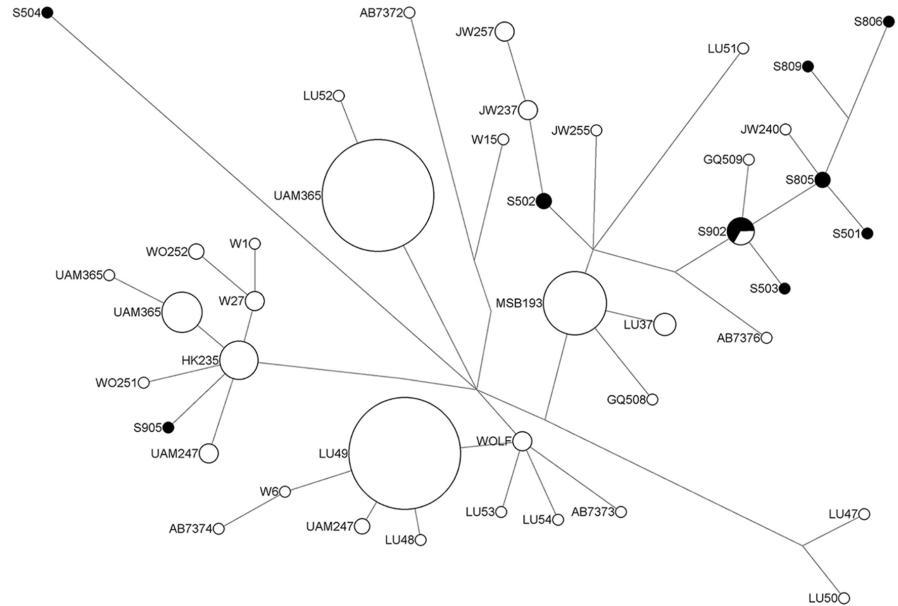 S504
AB7372
S806
JW257
LU51
S809
LU52
JW237
JW255
JW240
W15
GQ509
S805
UAM365
S502
S902
S501
W1
WO252
UAM365
S503
W27
MSB193
UAM365
LU37
AB7376
HK235
WO251
GQ508
S905
WOLF
UAM247
LU49
W6
LU53
AB7373
LU47
LU54
UAM247
AB7374
LU48
LU50